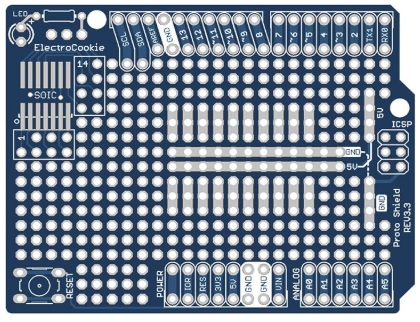 LED
ElectroCookie
SCL
SDA
GND
13
12
~11
~10
~9
8
7
~6
~5
4
~3
2
TX1
RX0
14
SOIC
1
5V
ICSP
GND
5V
GND
Proto Shield
REV3.3
RESET
POWER
IOR
RES
3V3
5V
GND
GND
VIN
ANALOG
A0
A1
A2
A3
A4
A5